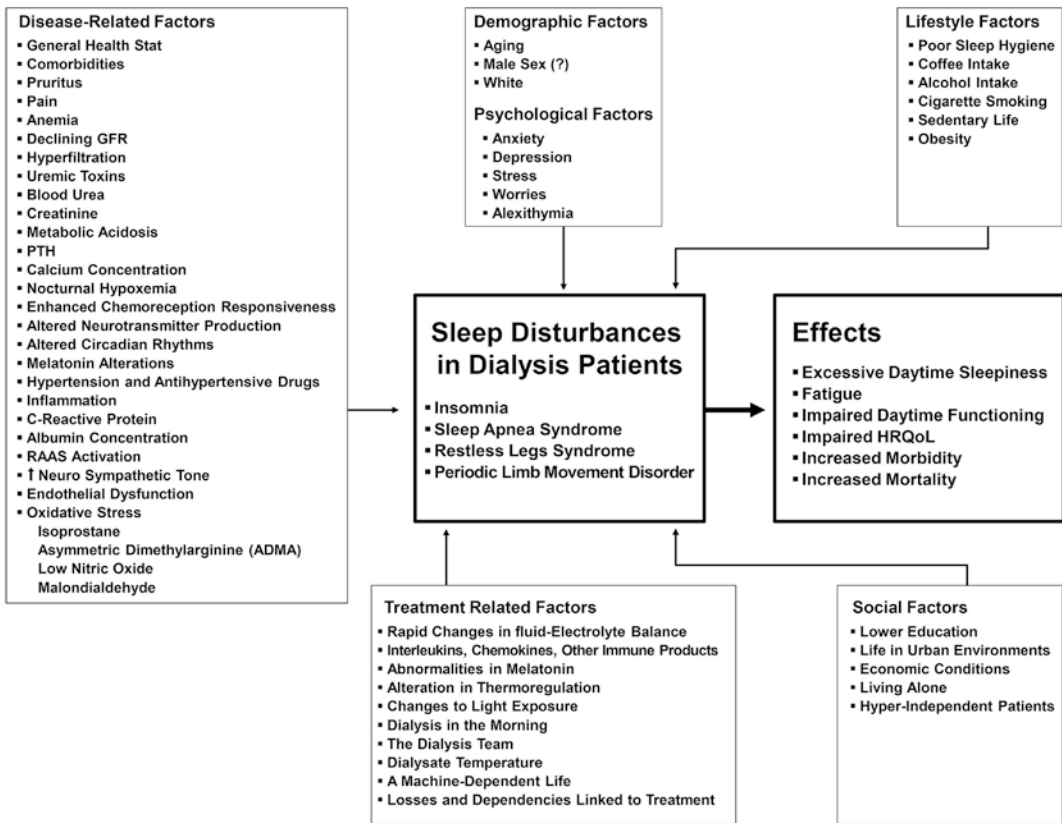 Disease-Related Factors
▪ General Health Stat
▪ Comorbidities
▪ Pruritus
▪ Pain
▪ Anemia
▪ Declining GFR
▪ Hyperfiltration
▪ Uremic Toxins
▪ Blood Urea
▪ Creatinine
▪ Metabolic Acidosis
▪ PTH
▪ Calcium Concentration
▪ Nocturnal Hypoxemia
▪ Enhanced Chemoreception Responsiveness
▪ Altered Neurotransmitter Production
▪ Altered Circadian Rhythms
▪ Melatonin Alterations
▪ Hypertension and Antihypertensive Drugs
▪ Inflammation
▪ C-Reactive Protein
▪ Albumin Concentration
▪ RAAS Activation
▪ ↑ Neuro Sympathetic Tone
▪ Endothelial Dysfunction
▪ Oxidative Stress
Isoprostane
Asymmetric Dimethylarginine (ADMA)
Low Nitric Oxide
Malondialdehyde
Demographic Factors
▪ Aging
▪ Male Sex (?)
▪ White
Psychological Factors
▪ Anxiety
▪ Depression
▪ Stress
▪ Worries
▪ Alexithymia
Lifestyle Factors
▪ Poor Sleep Hygiene
▪ Coffee Intake
▪ Alcohol Intake
▪ Cigarette Smoking
▪ Sedentary Life
▪ Obesity
Sleep Disturbances
in Dialysis Patients
▪ Insomnia
▪ Sleep Apnea Syndrome
▪ Restless Legs Syndrome
▪ Periodic Limb Movement Disorder
Effects
▪ Excessive Daytime Sleepiness
▪ Fatigue
▪ Impaired Daytime Functioning
▪ Impaired HRQoL
▪ Increased Morbidity
▪ Increased Mortality
Treatment Related Factors
▪ Rapid Changes in fluid-Electrolyte Balance
▪ Interleukins, Chemokines, Other Immune Products
▪ Abnormalities in Melatonin
▪ Alteration in Thermoregulation
▪ Changes to Light Exposure
▪ Dialysis in the Morning
▪ The Dialysis Team
▪ Dialysate Temperature
▪ A Machine-Dependent Life
▪ Losses and Dependencies Linked to Treatment
Social Factors
▪ Lower Education
▪ Life in Urban Environments
▪ Economic Conditions
▪ Living Alone
▪ Hyper-Independent Patients